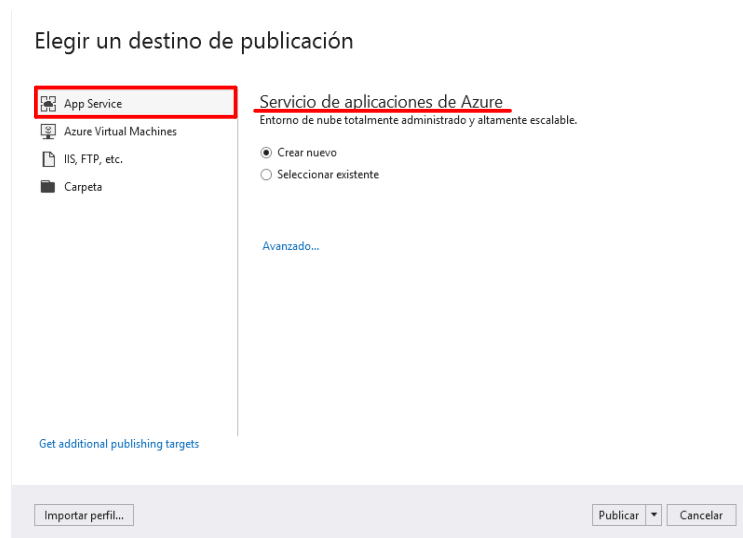 Elegir un destino de publicación
App Service
Azure Virtual Machines
IIS, FTP, etc.
Carpeta
Servicio de aplicaciones de Azure
Entorno de nube totalmente administrado y altamente escalable.
Crear nuevo
Seleccionar existente
Avanzado...
Get additional publishing targets
Importar perfil...
Publicar
Cancelar